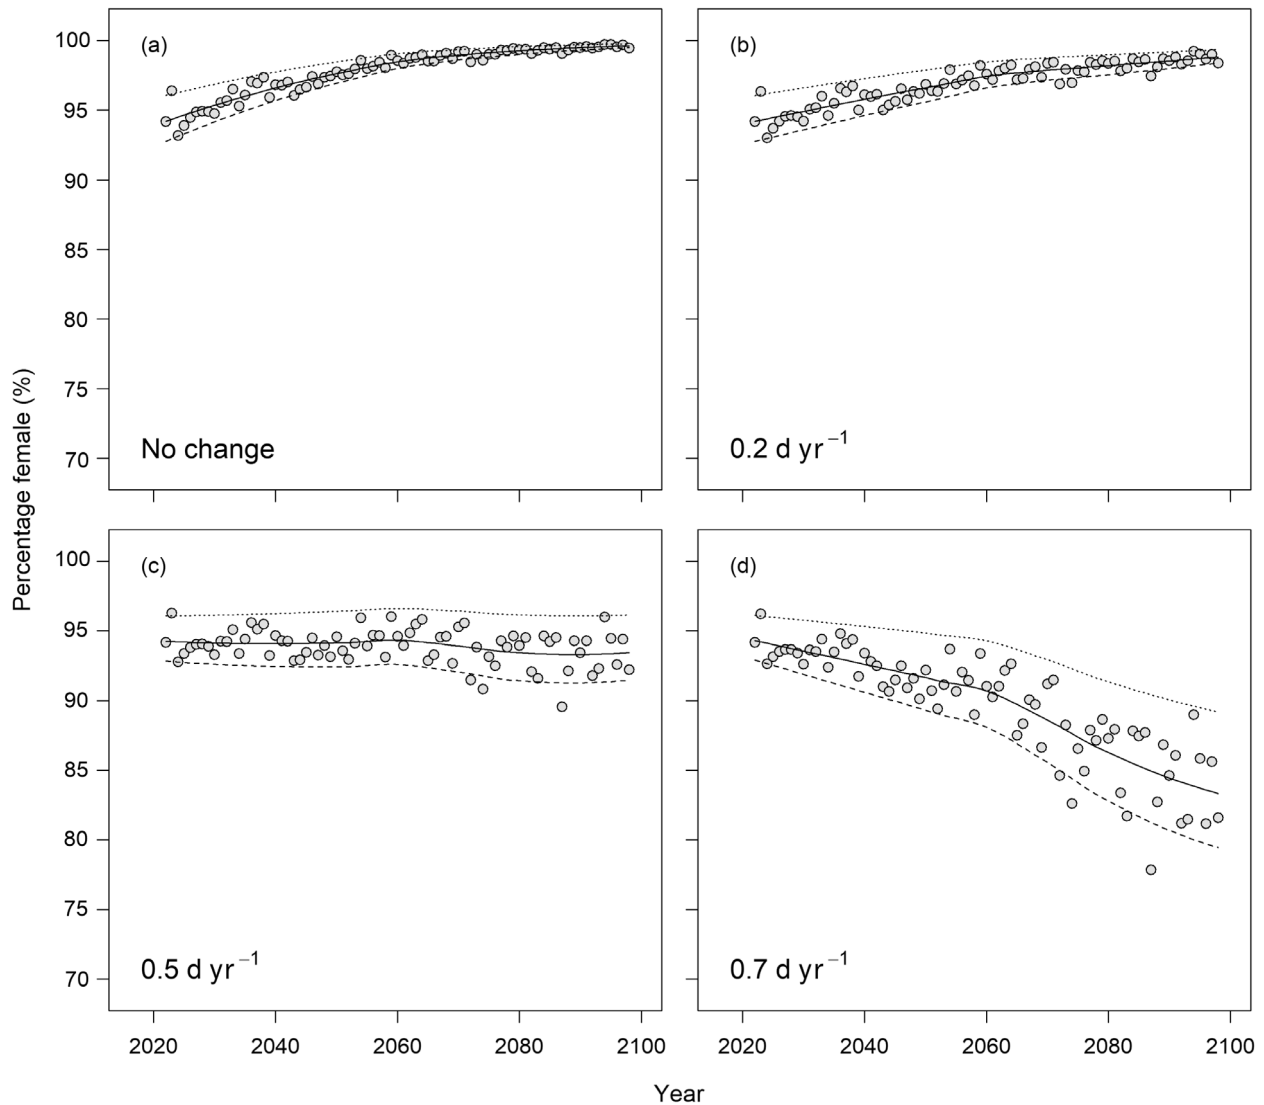 Percentage female (%)
100
95
90
85
80
75
70
(a)
No change
(b)
0.2 d yr⁻¹
100
95
90
85
80
75
70
(c)
0.5 d yr⁻¹
(d)
0.7 d yr⁻¹
2020 2040 2060 2080 2100
2020 2040 2060 2080 2100
Year